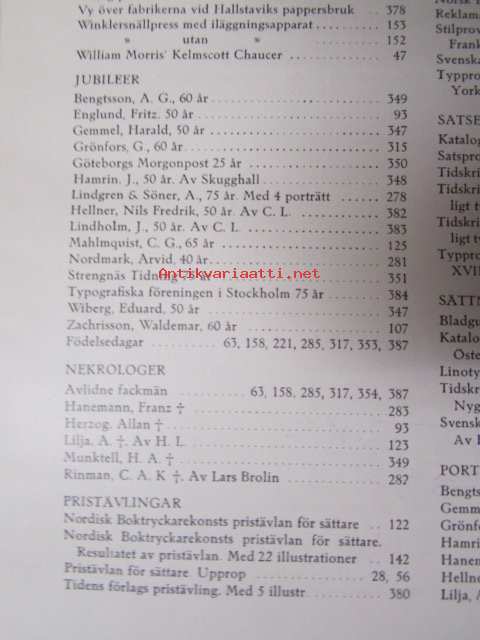 Vy över fabrikerna vid Hallstaviks pappersbruk .. 378
Winklersnällpress med iläggningsapparat .......... 153
» utan » .......... 152
William Morris' Kelmscott Chaucer .......... 47
JUBILEER
Bengtsson, A. G., 60 år .......... 349
Englund, Fritz. 50 år .......... 93
Gemmel, Harald, 50 år .......... 347
Grönfors, G., 60 år .......... 315
Göteborgs Morgonpost 25 år .......... 350
Hamrin. J., 50 år. Av Skugghall .......... 348
Lindgren & Söner, A., 75 år. Med 4 porträtt ...... 278
Hellner, Nils Fredrik, 50 år. Av C. L. .......... 382
Lindholm, J., 50 år. Av C. L. .......... 383
Mahlmquist, C. G., 65 år .......... 125
Nordmark, Arvid, 40 år .......... 281
Strengnäs Tidning år .......... 351
Antikvariaatti.net
Typografiska föreningen i Stockholm 75 år .......... 384
Wiberg, Eduard, 50 år .......... 347
Zachrisson, Waldemar, 60 år .......... 107
Födelsedagar .......... 63, 158, 221, 285, 317, 353, 387
NEKROLOGER
Avlidne fackmän .......... 63, 158, 285, 317, 354, 387
Hanemann, Franz † .......... 283
Herzog, Allan † .......... 93
Lilja, A. †. Av H. L. .......... 123
Munktell, H. A. † .......... 349
Rinman, C. A. K †. Av Lars Brolin .......... 282
PRISTÄVLINGAR
Nordisk Boktryckarekonsts pristävlan för sättare .. 122
Nordisk Boktryckarekonsts pristävlan för sättare.
Resultatet av pristävlan. Med 22 illustrationer .. 142
Pristävlan för sättare. Upprop .......... 28, 56
Tidens förlags pristävling. Med 5 illustr. .......... 380
Reklama
Stilprov
Frank
Svenska
Typpro
York
SATSE
Katalog
Satspro
Tidskri
Tidskri
ligt ty
Tidskri
ligt ty
Typpro
XVII
SÄTTN
Bladgu
Katalo
Oste
Linoty
Tidskri
Nyg
Svensk
Av I
PORT
Bengts
Gemm
Grönfo
Hamri
Hanem
Hellne
Lilja, A